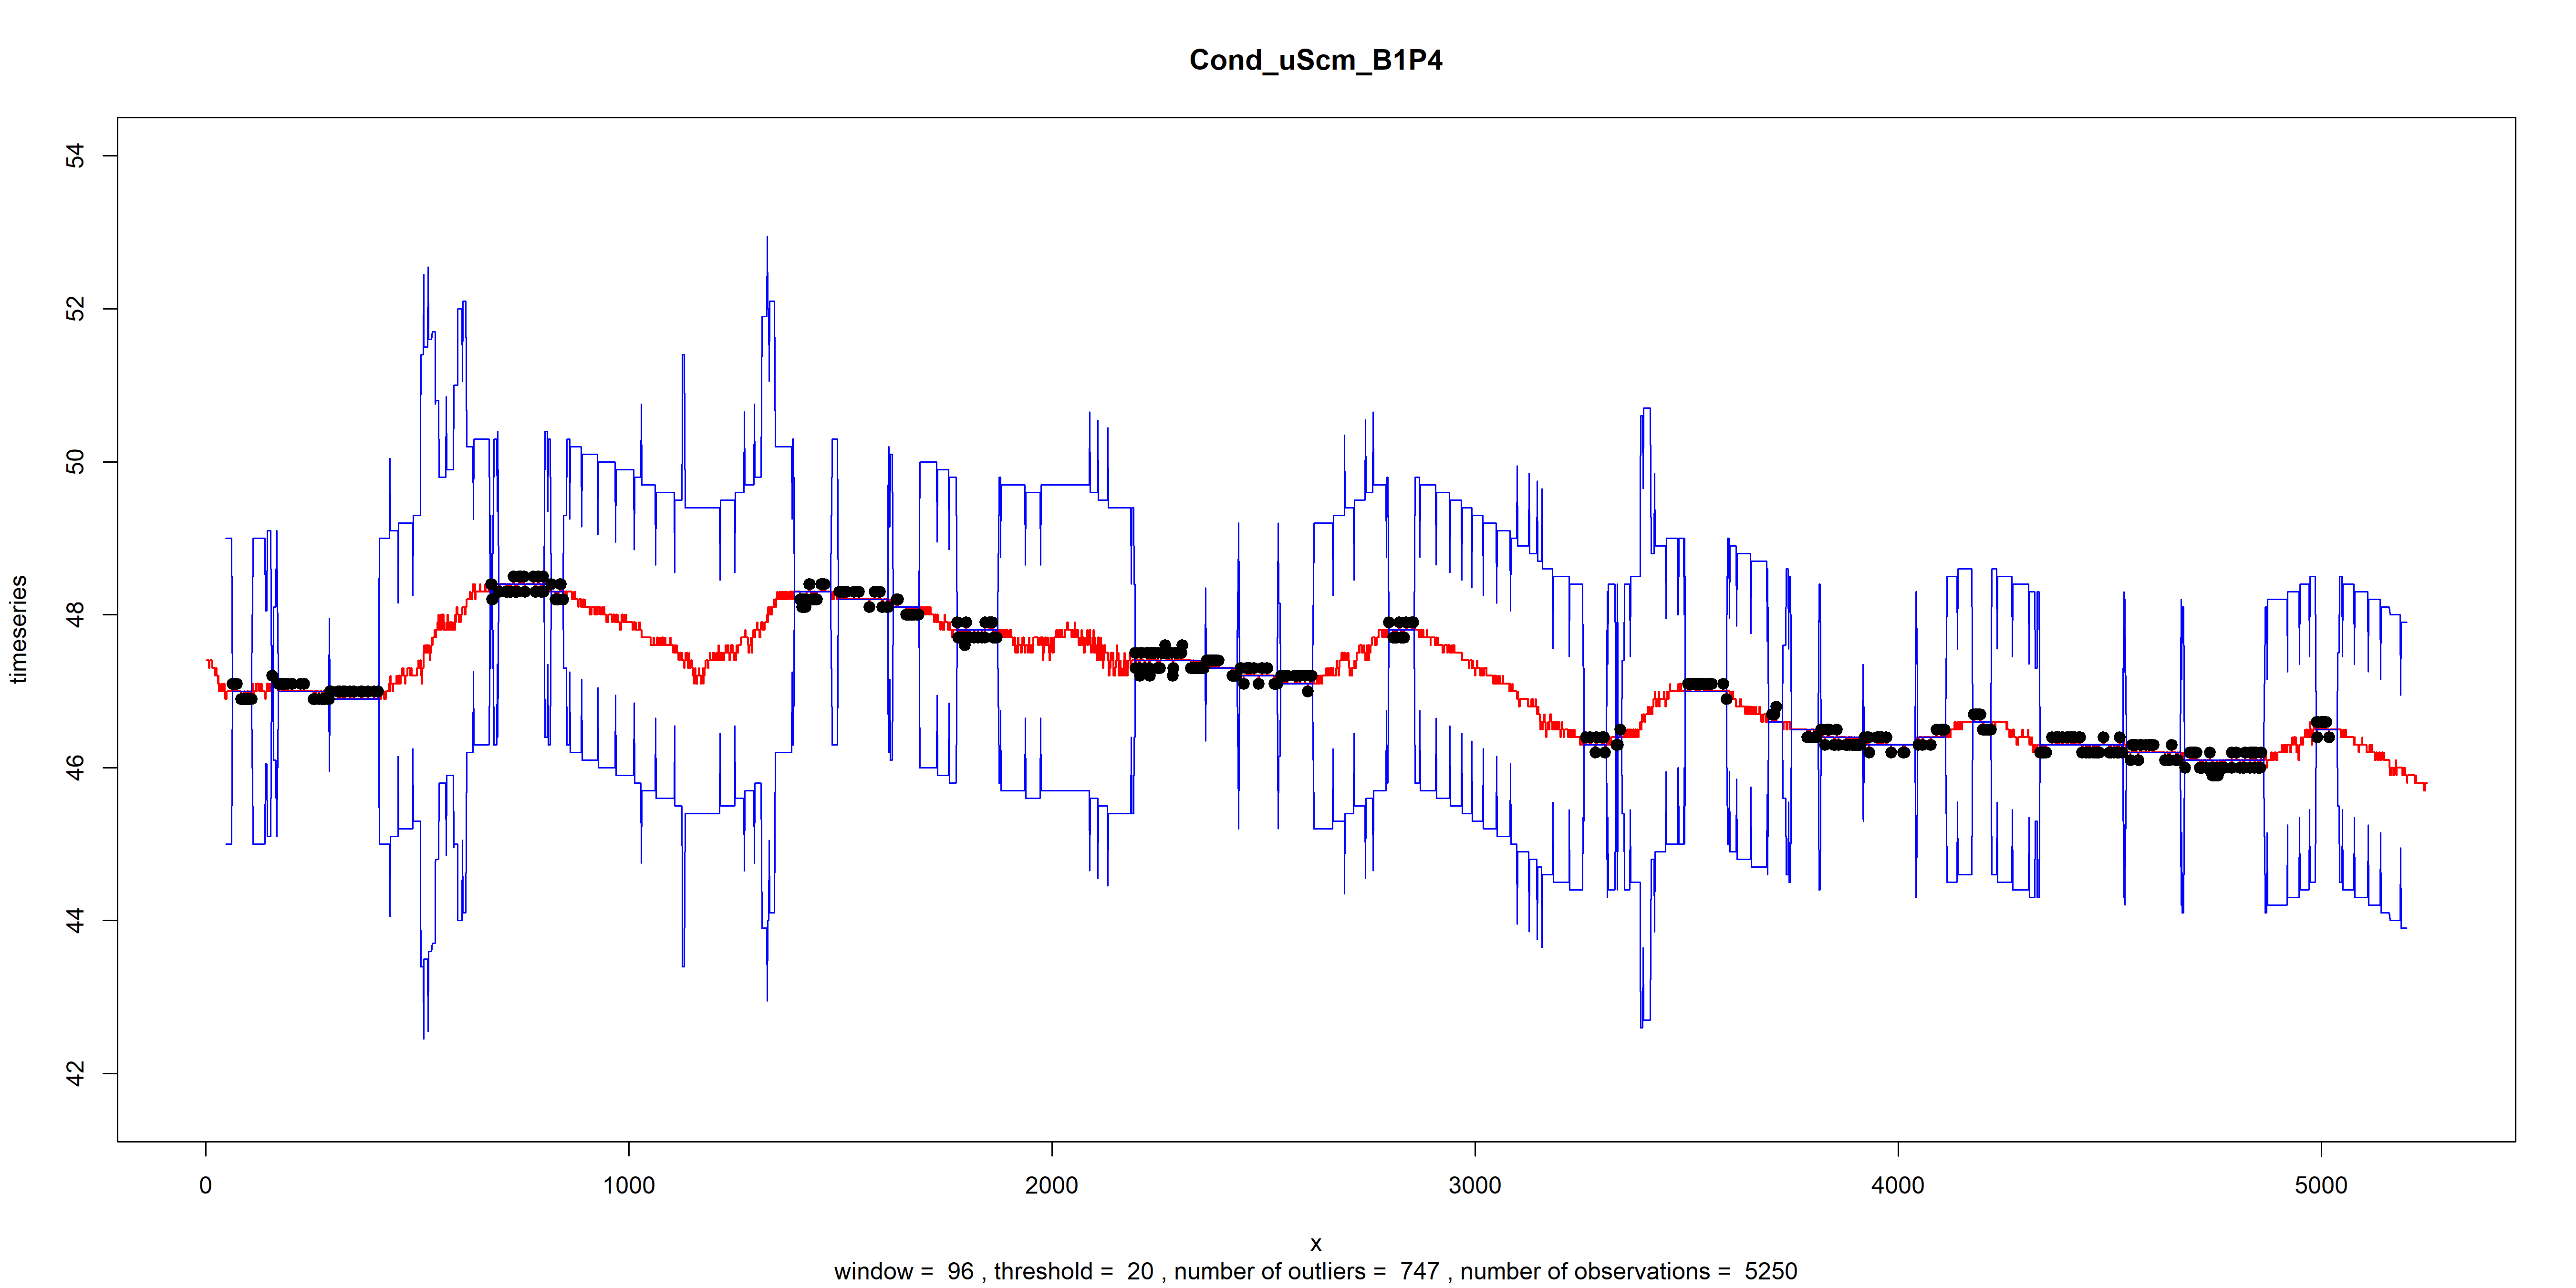 Cond_uScm_B1P4
timeseries
54
52
50
48
46
44
42
0 1000 2000 3000 4000 5000
x
window = 96 , threshold = 20 , number of outliers = 747 , number of observations = 5250